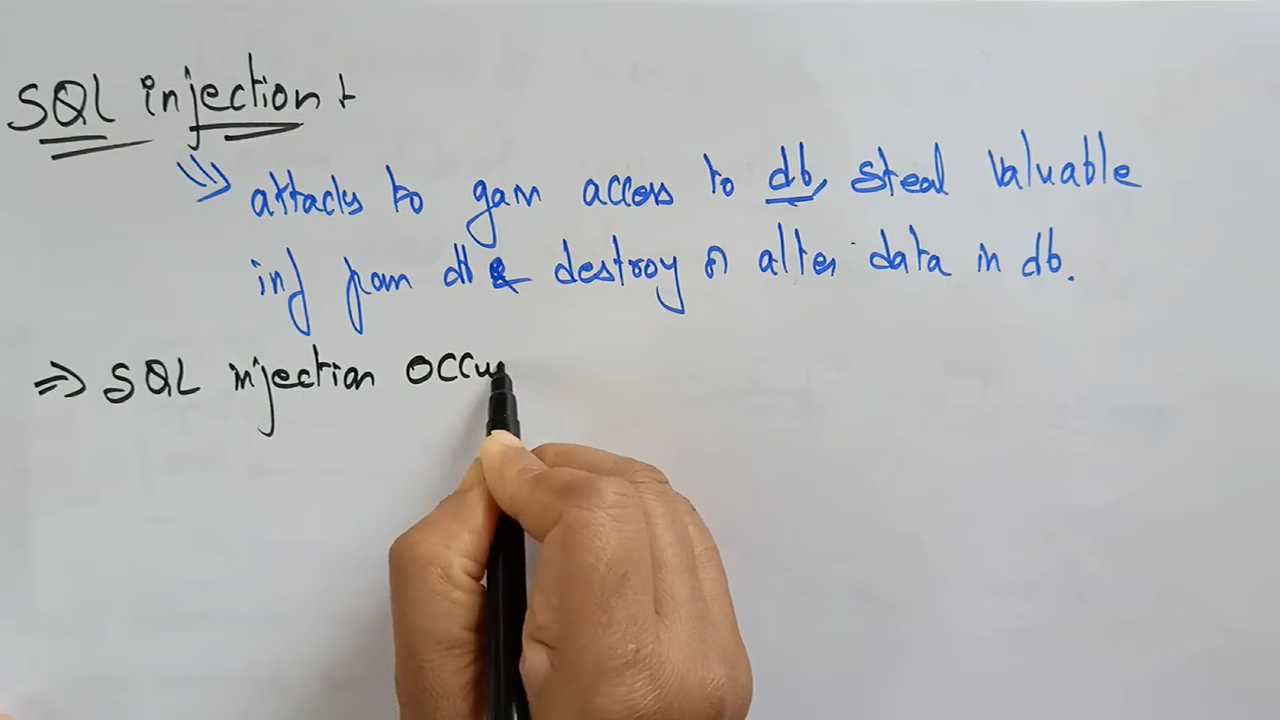 SQL injection
attacks to gain access to db, steal valuable
inf from db & destroy or alter data in db.
⇒ SQL injection occu